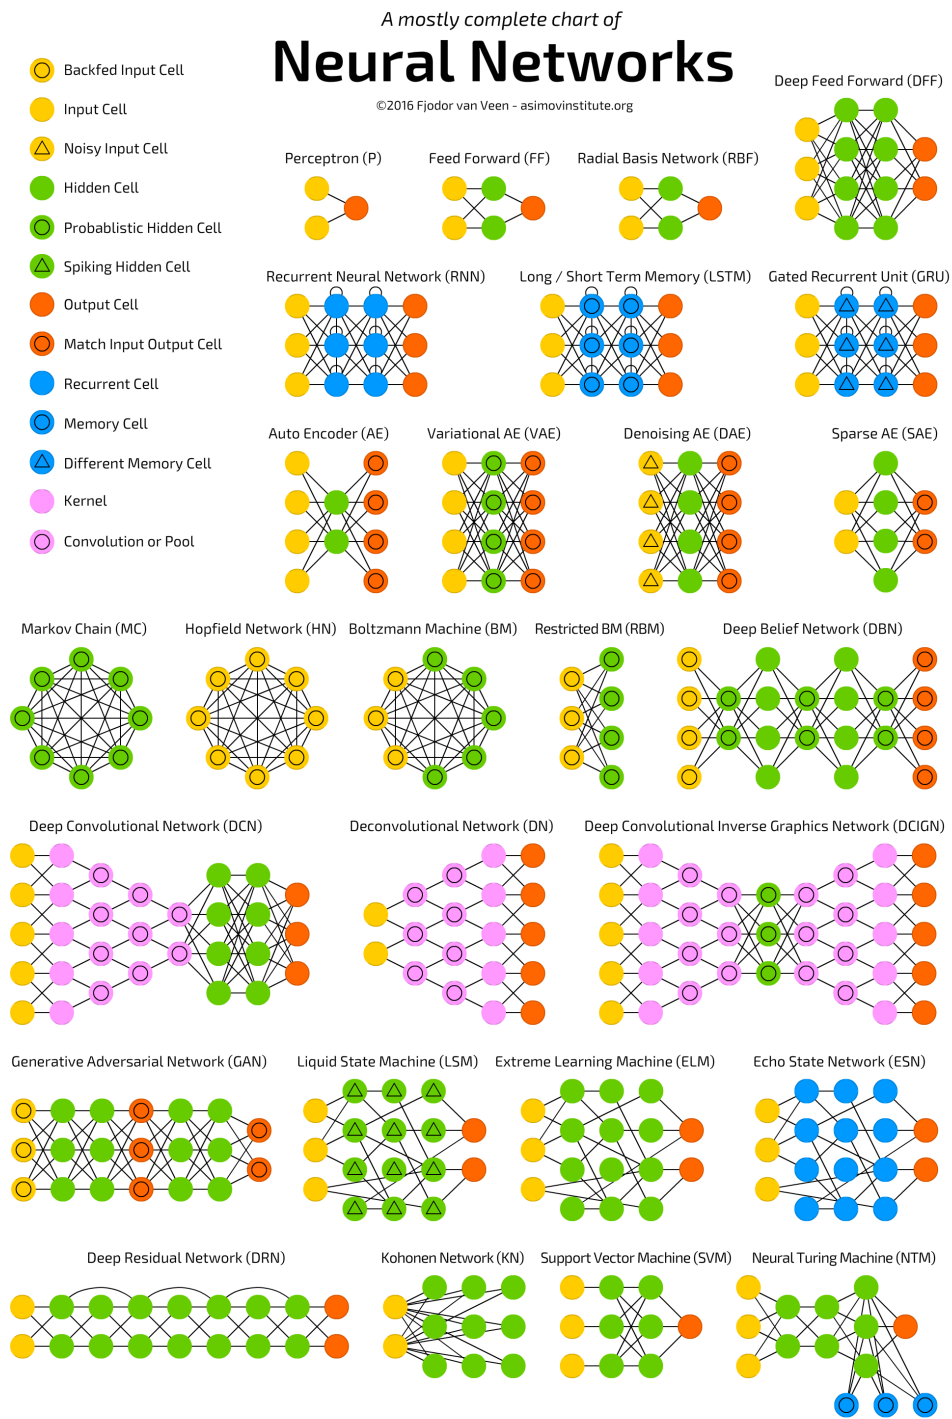 A mostly complete chart of
Neural Networks
©2016 Fjodor van Veen - asimovinstitute.org
Backfed Input Cell
Input Cell
Noisy Input Cell
Hidden Cell
Probablistic Hidden Cell
Spiking Hidden Cell
Output Cell
Match Input Output Cell
Recurrent Cell
Memory Cell
Different Memory Cell
Kernel
Convolution or Pool
Deep Feed Forward (DFF)
Perceptron (P)
Feed Forward (FF)
Radial Basis Network (RBF)
Recurrent Neural Network (RNN)
Long / Short Term Memory (LSTM)
Gated Recurrent Unit (GRU)
Auto Encoder (AE)
Variational AE (VAE)
Denoising AE (DAE)
Sparse AE (SAE)
Markov Chain (MC)
Hopfield Network (HN)
Boltzmann Machine (BM)
Restricted BM (RBM)
Deep Belief Network (DBN)
Deep Convolutional Network (DCN)
Deconvolutional Network (DN)
Deep Convolutional Inverse Graphics Network (DCIGN)
Generative Adversarial Network (GAN)
Liquid State Machine (LSM)
Extreme Learning Machine (ELM)
Echo State Network (ESN)
Deep Residual Network (DRN)
Kohonen Network (KN)
Support Vector Machine (SVM)
Neural Turing Machine (NTM)